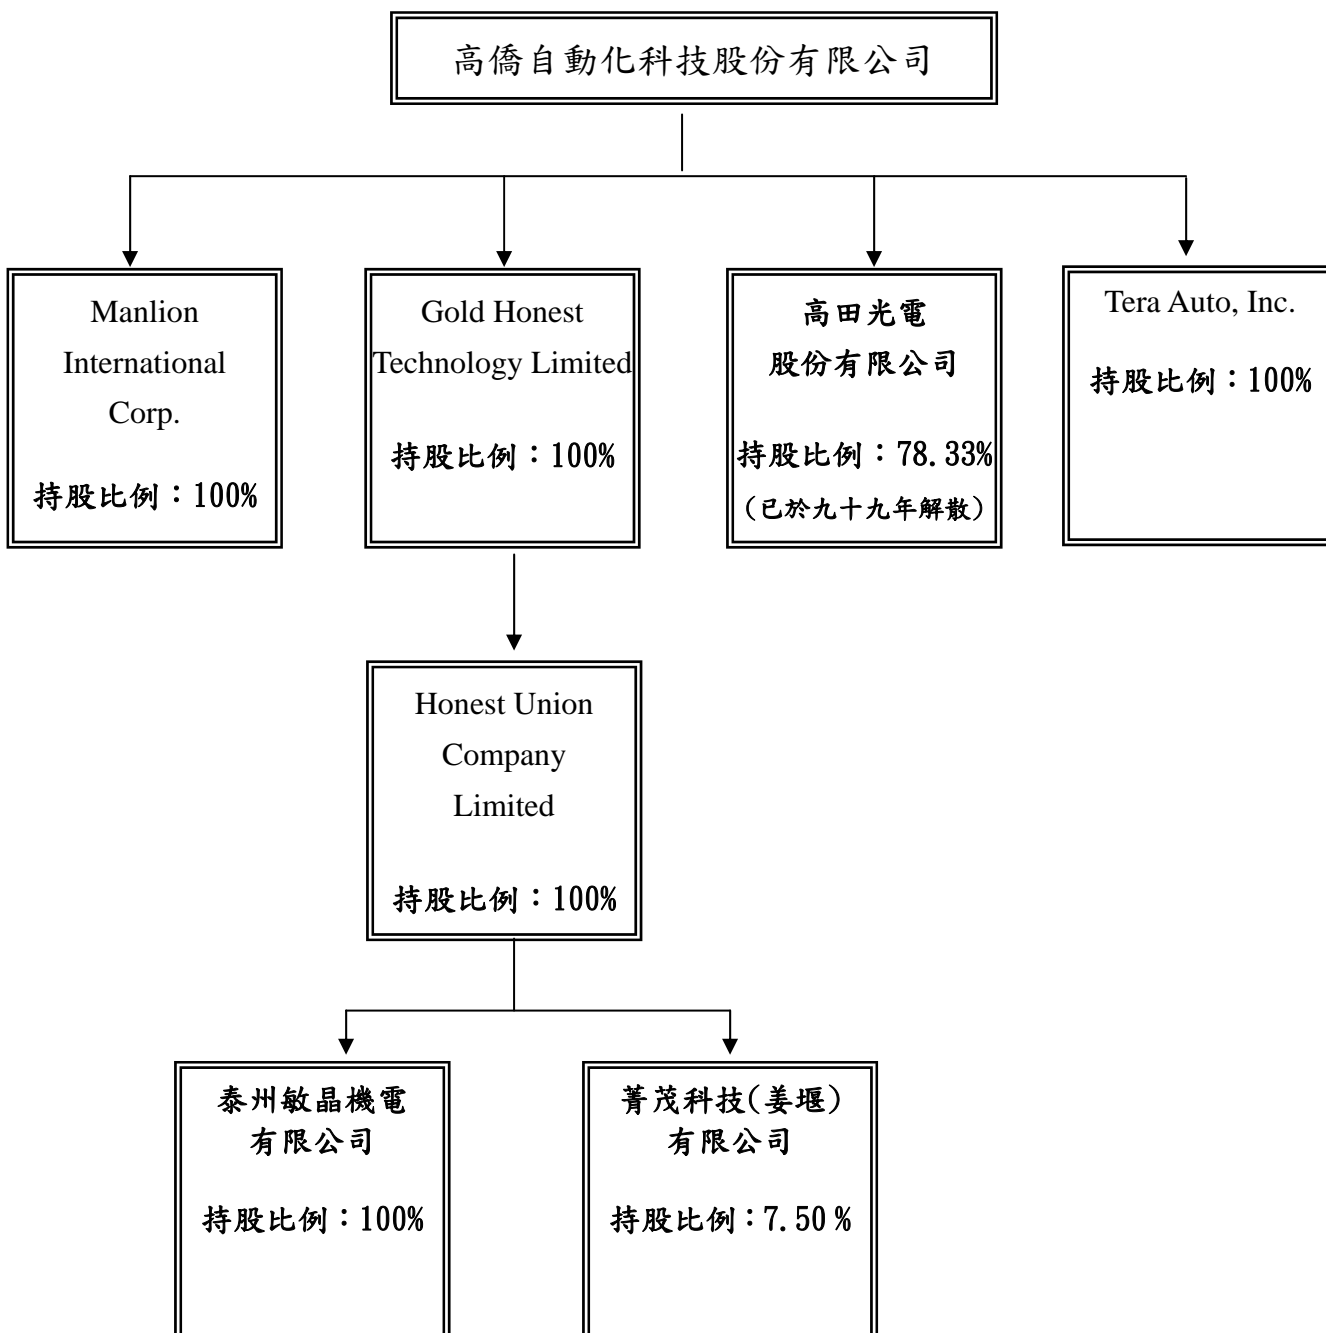 高僑自動化科技股份有限公司
Manlion
International
Corp.
持股比例：100%
Gold Honest
Technology Limited
持股比例：100%
高田光電
股份有限公司
持股比例：78.33%
(已於九十九年解散)
Tera Auto, Inc.
持股比例：100%
Honest Union
Company
Limited
持股比例：100%
泰州敏晶機電
有限公司
持股比例：100%
菁茂科技(姜堰)
有限公司
持股比例：7.50 %